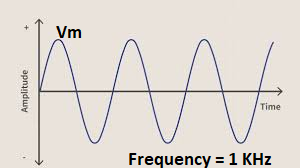 +
Vm
Amplitude
Time
-
Frequency = 1 KHz